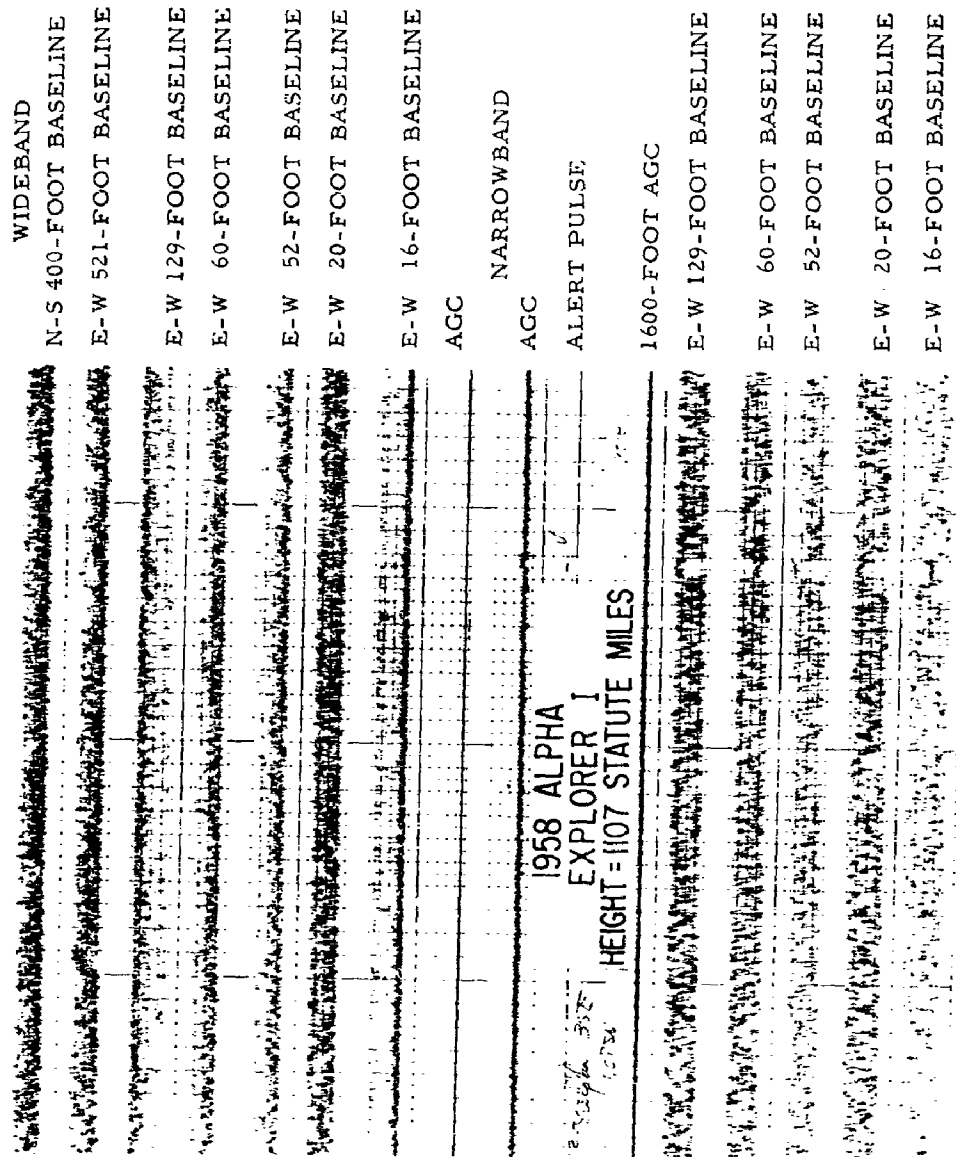 WIDEBAND
N-S 400-FOOT BASELINE
E-W 521-FOOT BASELINE
E-W 129-FOOT BASELINE
E-W 60-FOOT BASELINE
E-W 52-FOOT BASELINE
E-W 20-FOOT BASELINE
E-W 16-FOOT BASELINE
AGC
NARROWBAND
AGC
ALERT PULSE
1600-FOOT AGC
E-W 129-FOOT BASELINE
E-W 60-FOOT BASELINE
E-W 52-FOOT BASELINE
E-W 20-FOOT BASELINE
E-W 16-FOOT BASELINE
1958 ALPHA
EXPLORER I
HEIGHT = 1107 STATUTE MILES